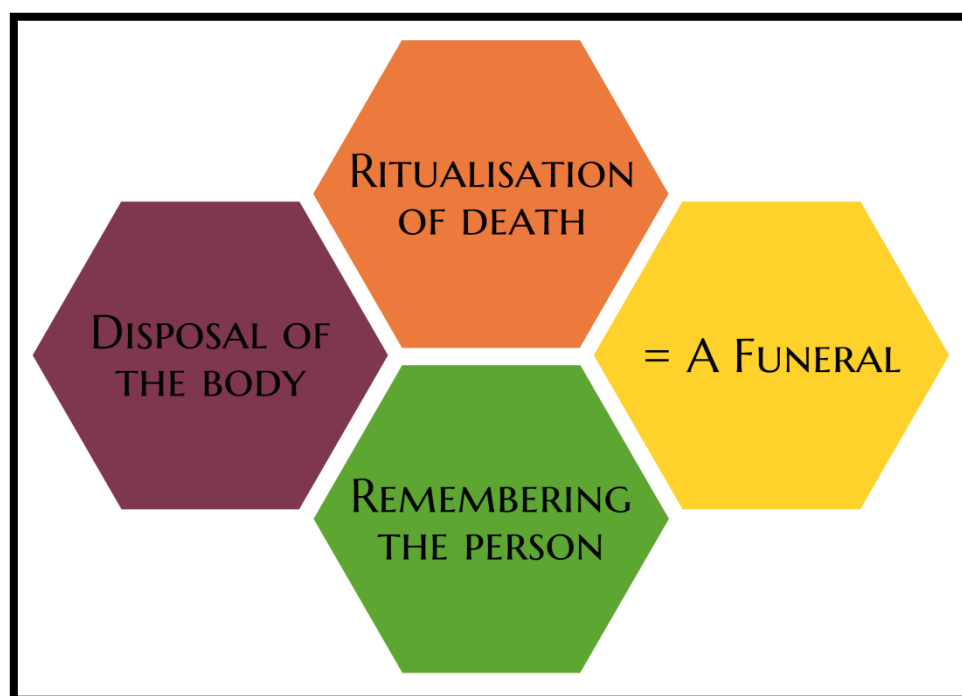 Ritualisation
of death
Disposal of
the body
= A Funeral
Remembering
the person